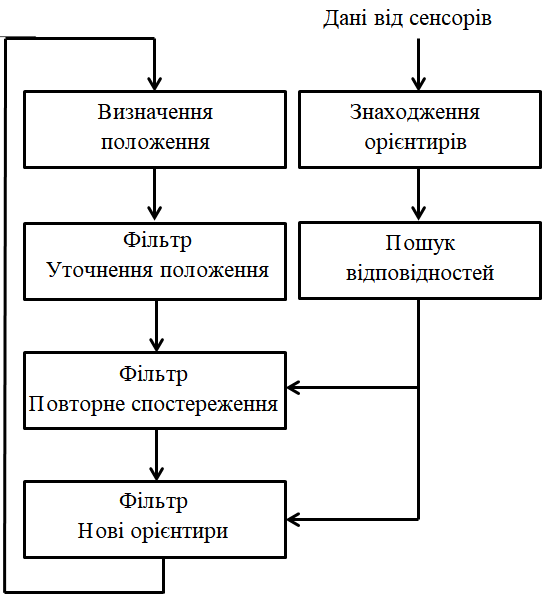 Дані від сенсорів
Визначення
положення
Знаходження
орієнтирів
Фільтр
Уточнення положення
Пошук
відповідностей
Фільтр
Повторне спостереження
Фільтр
Нові орієнтири